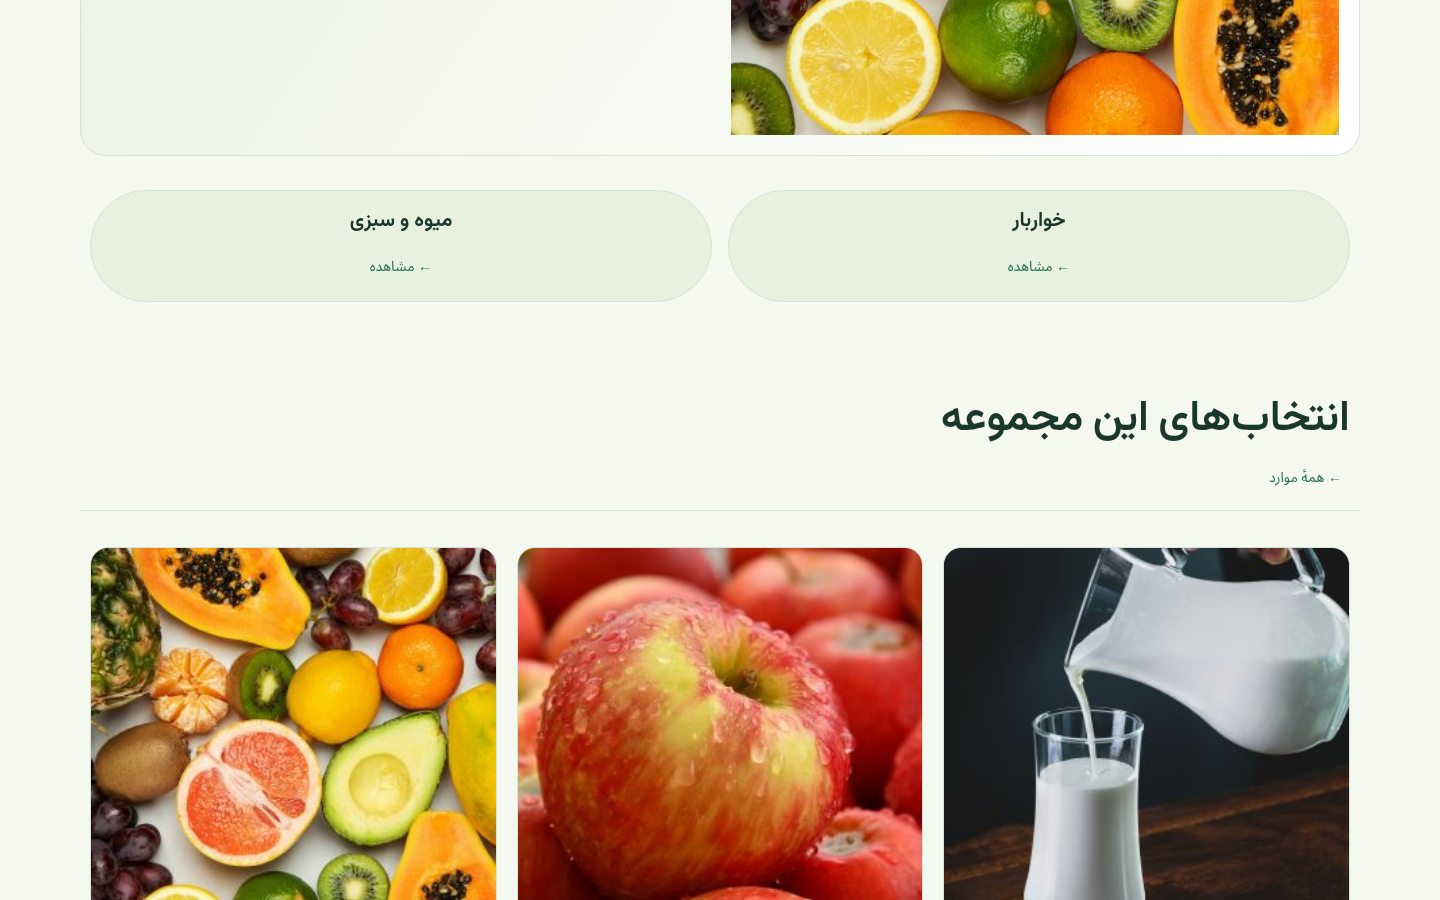 خواربار
مشاهده ←
میوه و سبزی
مشاهده ←
انتخاب‌های این مجموعه
همهٔ موارد ←